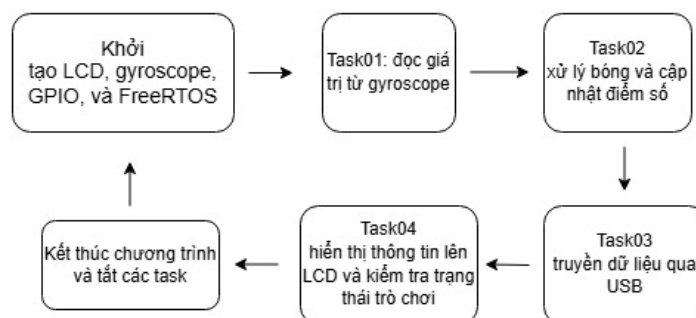 Khởi
tạo LCD, gyroscope,
GPIO, và FreeRTOS
Task01: đọc giá
trị từ gyroscope
Task02
xử lý bóng và cập
nhật điểm số
Task03
truyền dữ liệu qua
USB
Task04
hiển thị thông tin lên
LCD và kiểm tra trạng
thái trò chơi
Kết thúc chương trình
và tắt các task